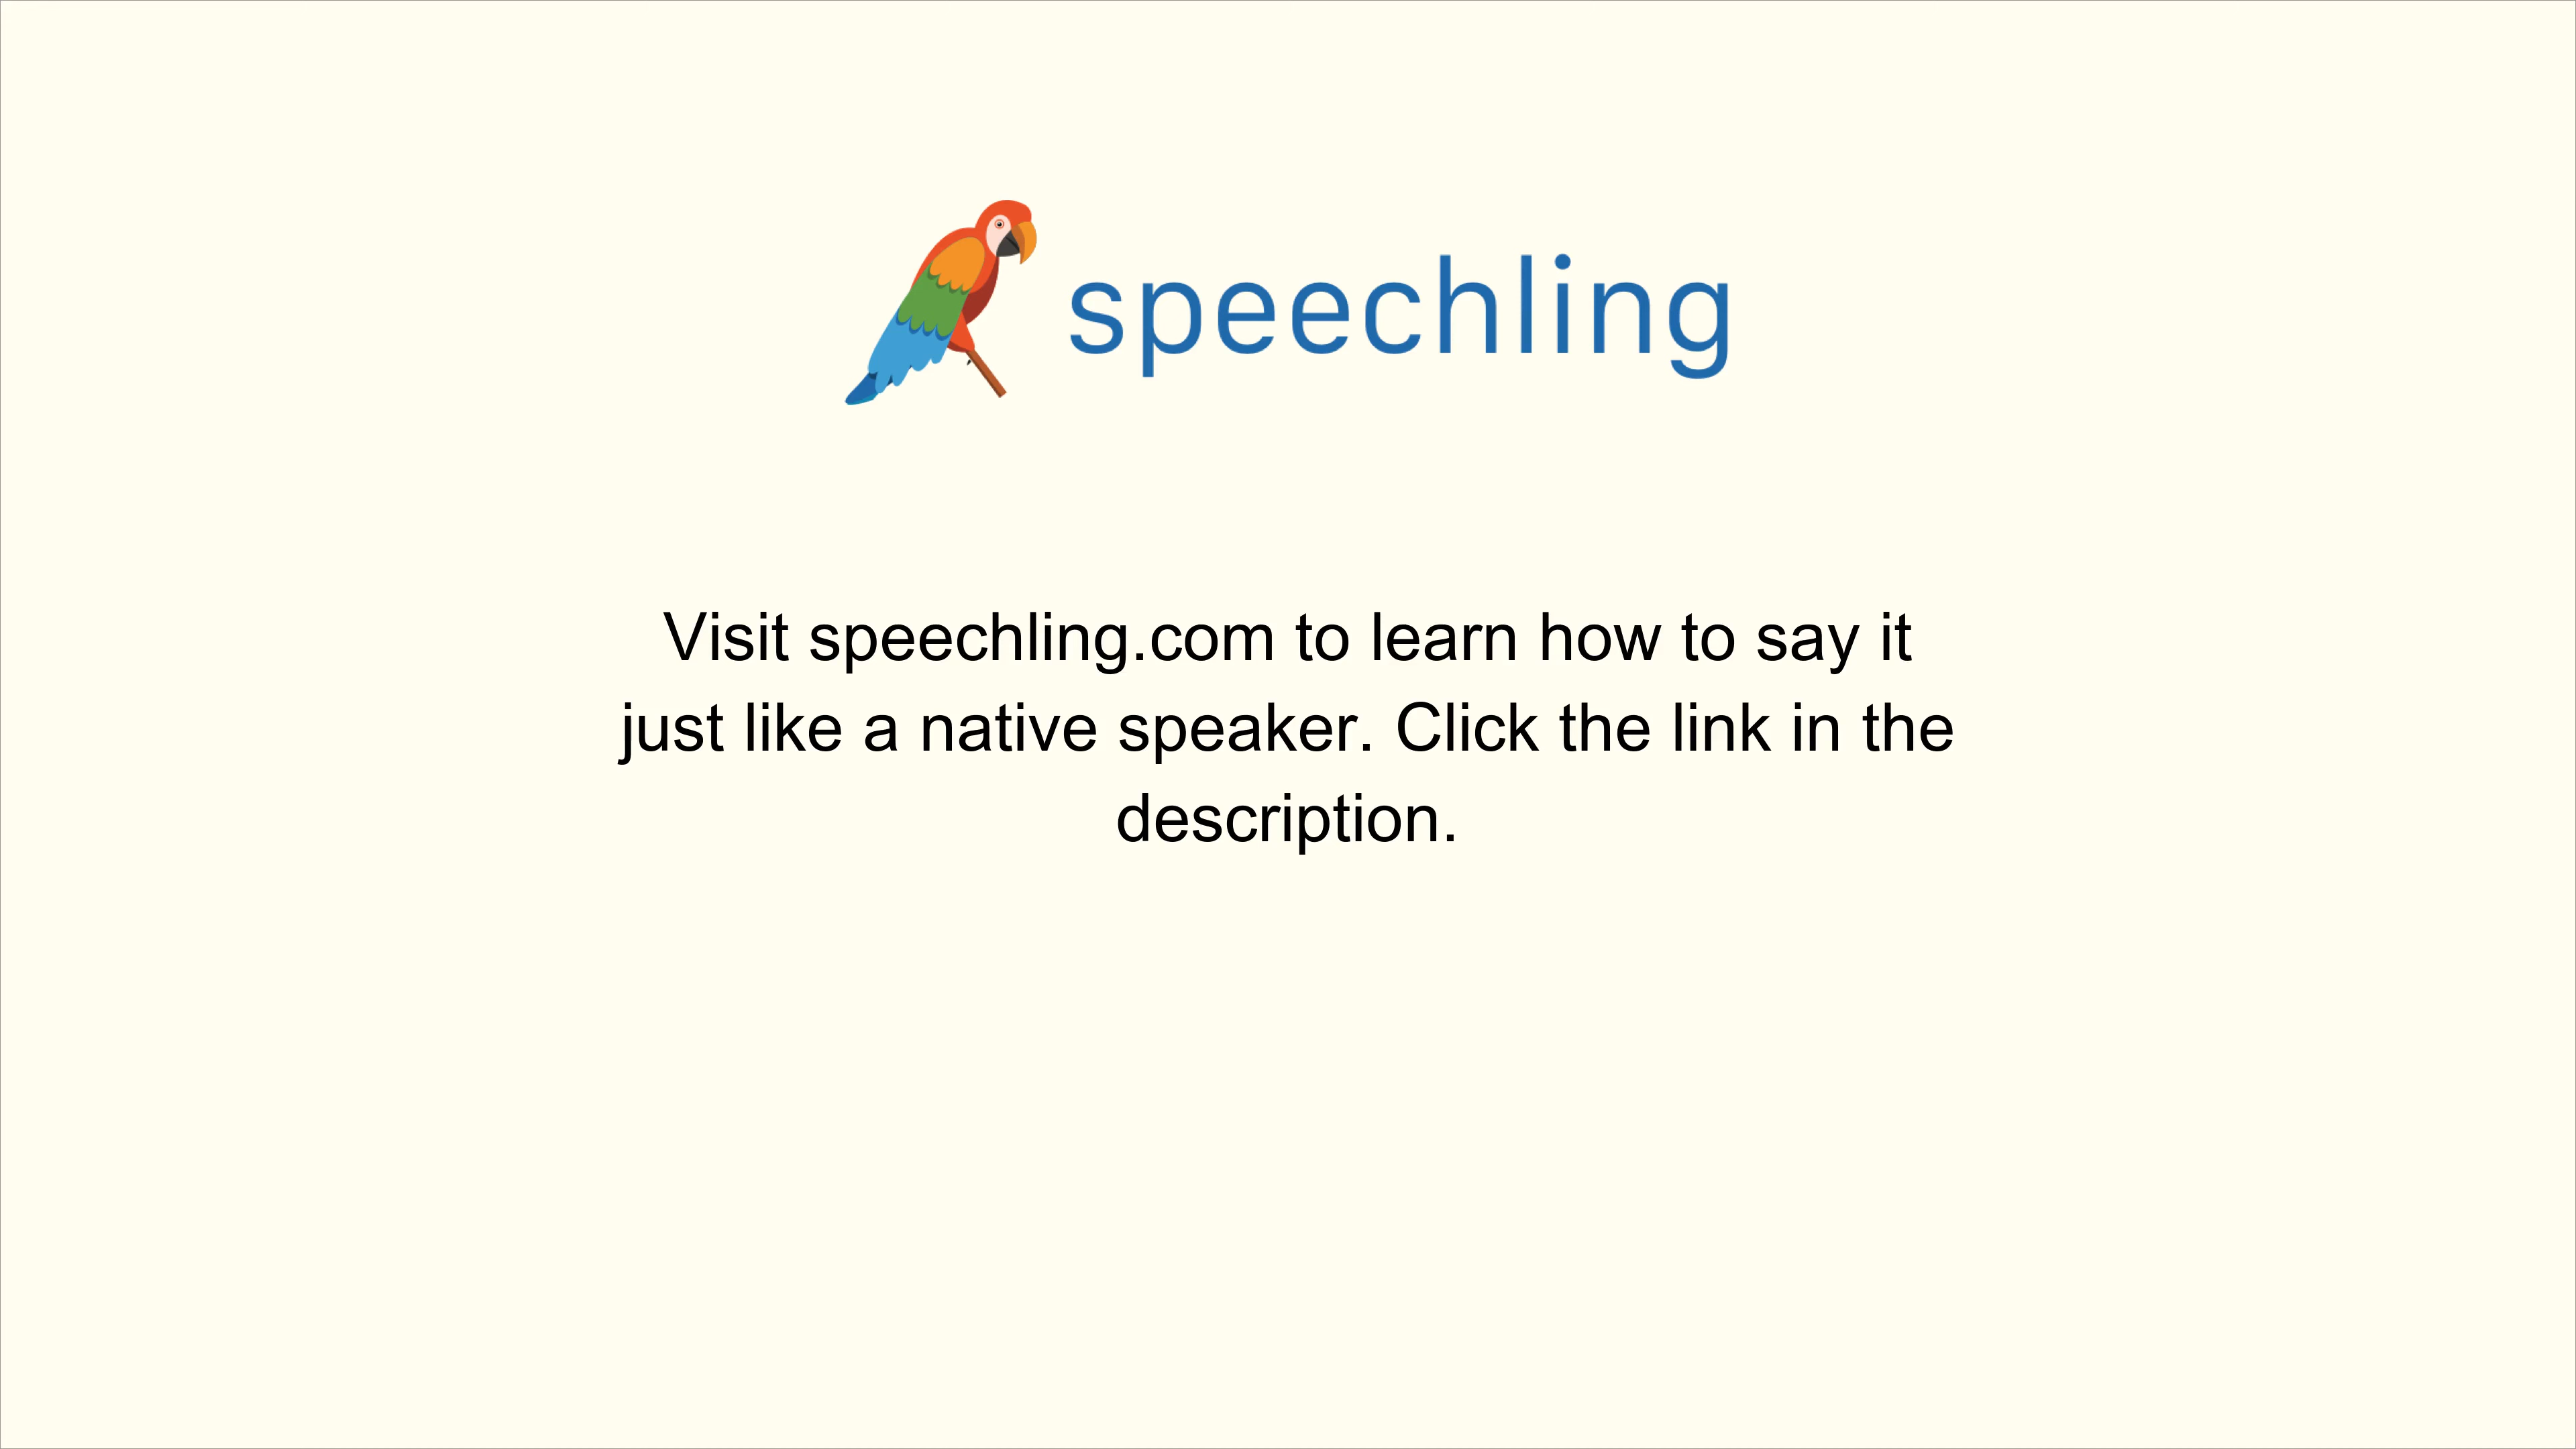 speechling
Visit speechling.com to learn how to say it
just like a native speaker. Click the link in the
description.